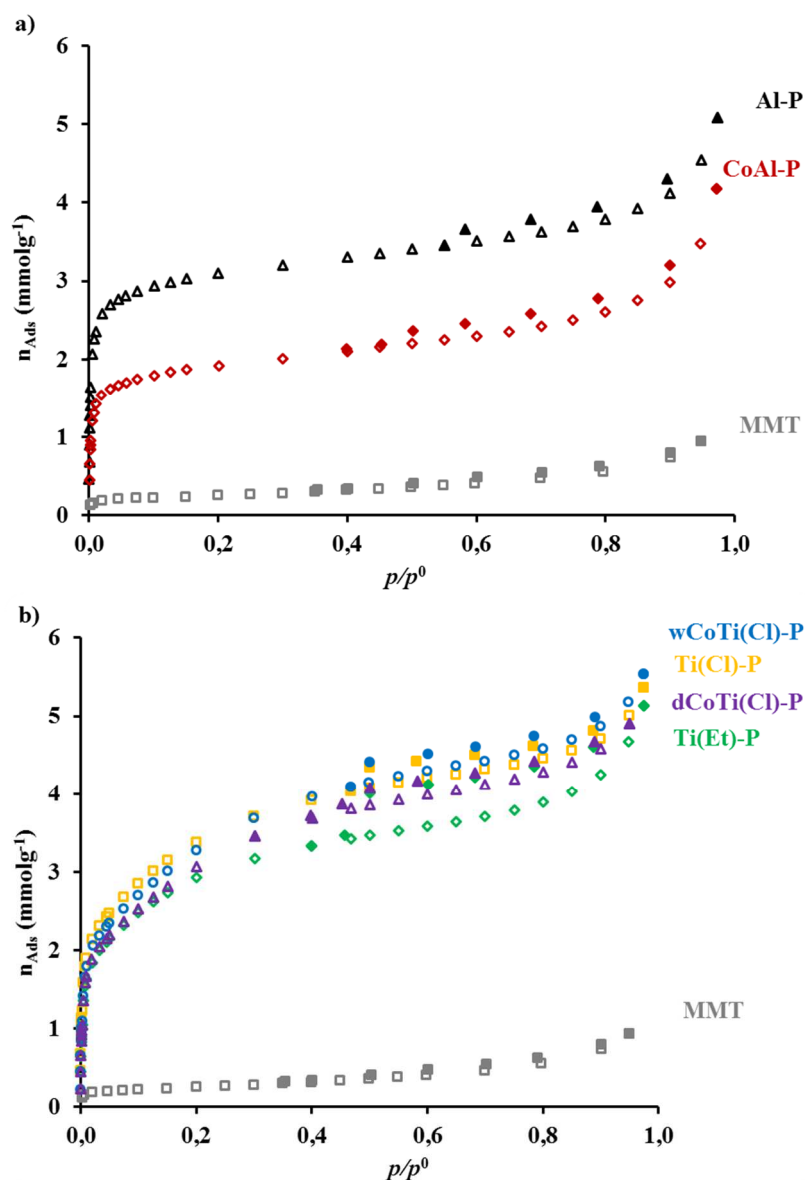 a)
6
5
4
3
2
1
0
n_Ads (mmolg⁻¹)
Al-P
CoAl-P
MMT
0,0 0,2 0,4 0,6 0,8 1,0
p/p⁰
b)
6
5
4
3
2
1
0
n_Ads (mmolg⁻¹)
wCoTi(Cl)-P
Ti(Cl)-P
dCoTi(Cl)-P
Ti(Et)-P
MMT
0,0 0,2 0,4 0,6 0,8 1,0
p/p⁰